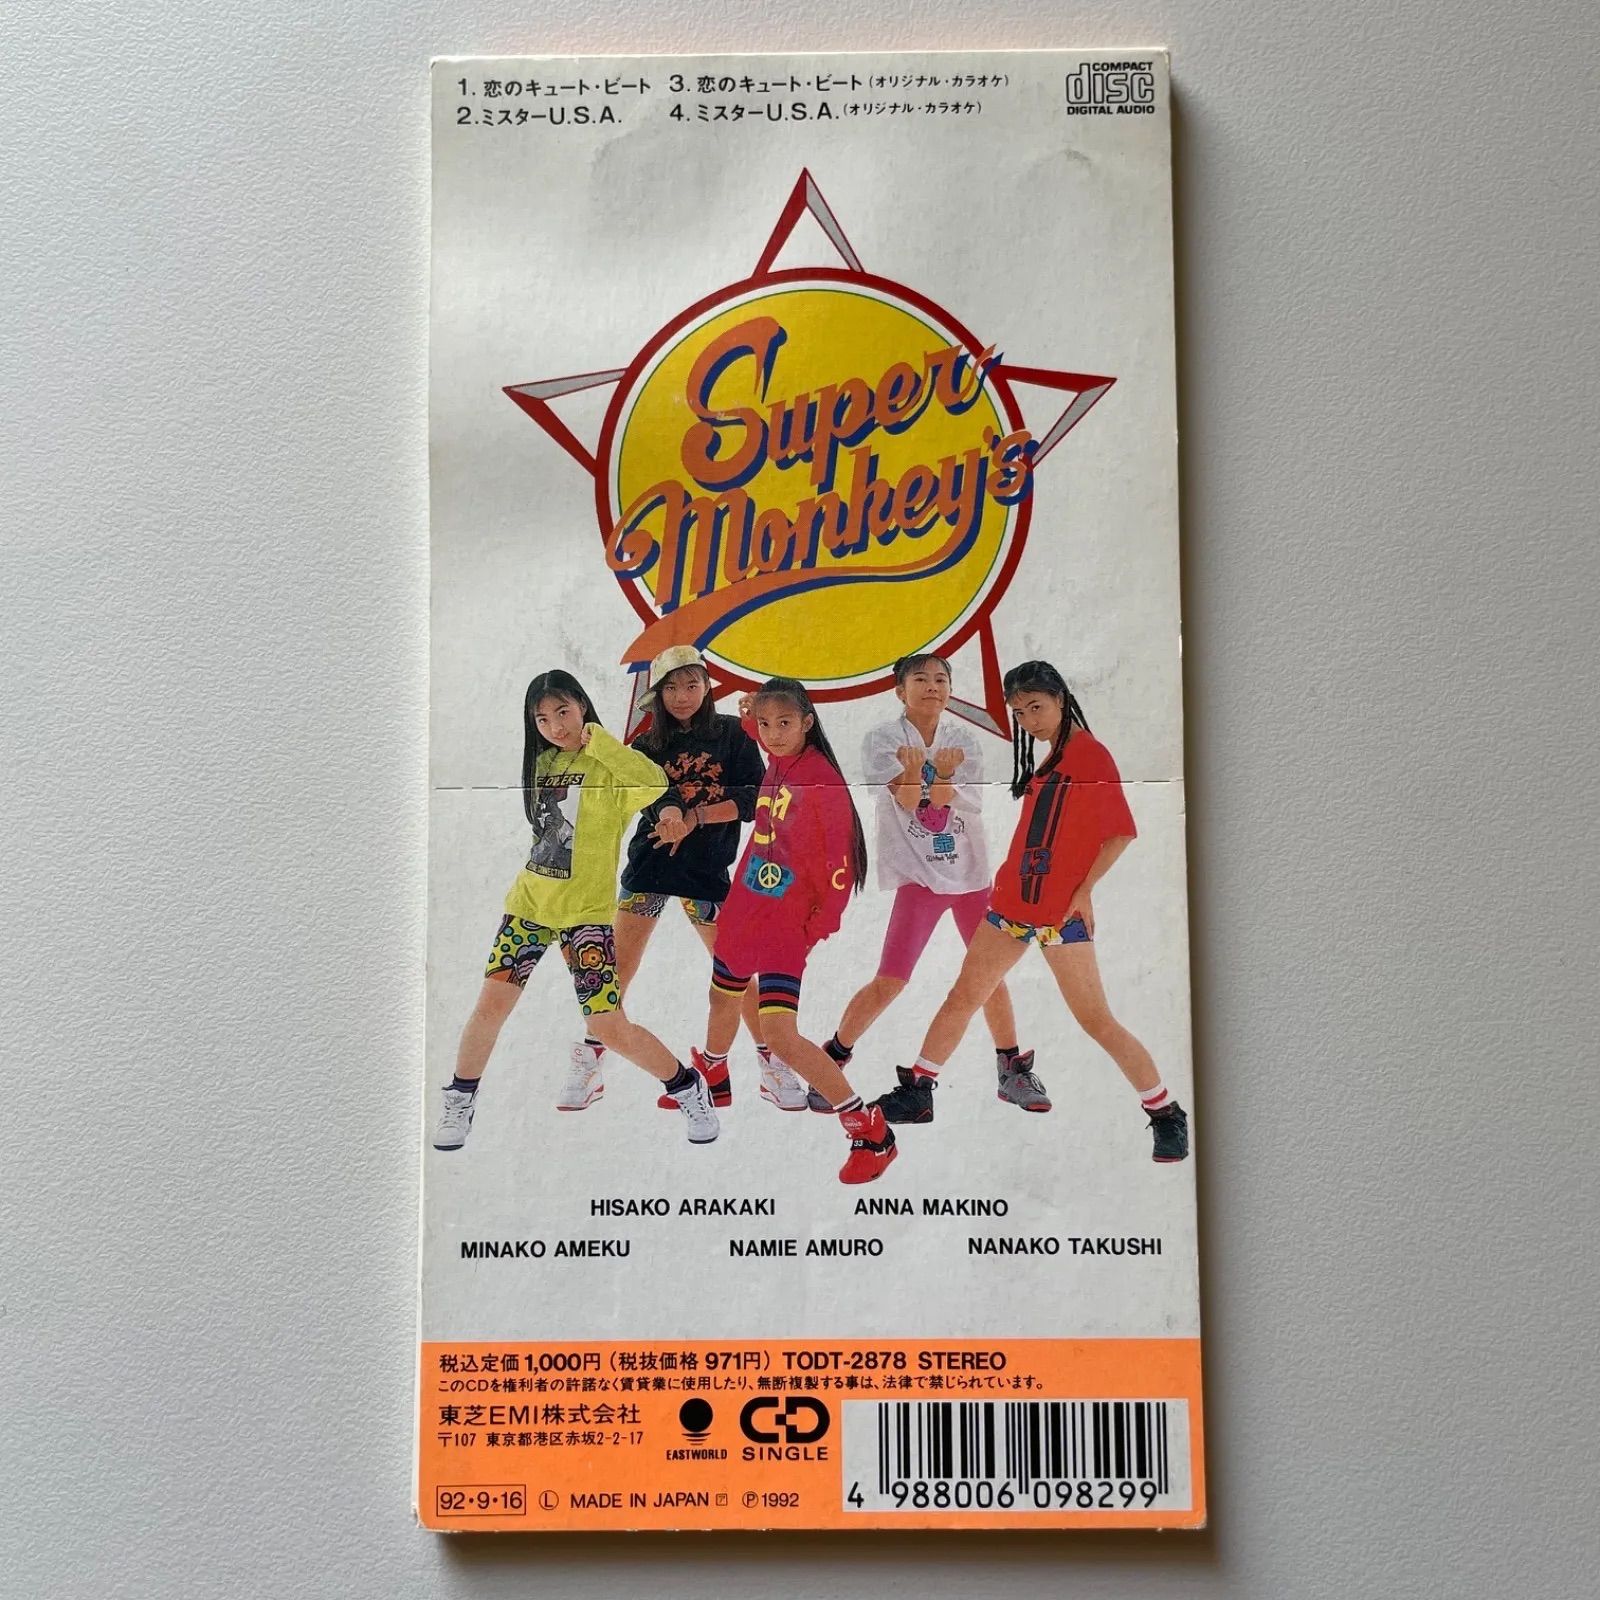 1. 恋のキュート・ビート 3. 恋のキュート・ビート(オリジナル・カラオケ)
2. ミスターU.S.A. 4. ミスターU.S.A.(オリジナル・カラオケ)
COMPACT
disc
DIGITAL AUDIO
Super
Monkey's
HISAKO ARAKAKI ANNA MAKINO
MINAKO AMEKU NAMIE AMURO NANAKO TAKUSHI
税込定価1,000円(税抜価格 971円) TODT-2878 STEREO
このCDを権利者の許諾なく賃貸業に使用したり、無断複製する事は、法律で禁じられています。
東芝EMI株式会社
〒107 東京都港区赤坂2-2-17
EASTWORLD
CD
SINGLE
92・9・16 Ⓛ MADE IN JAPAN ℗1992
4 988006 098299